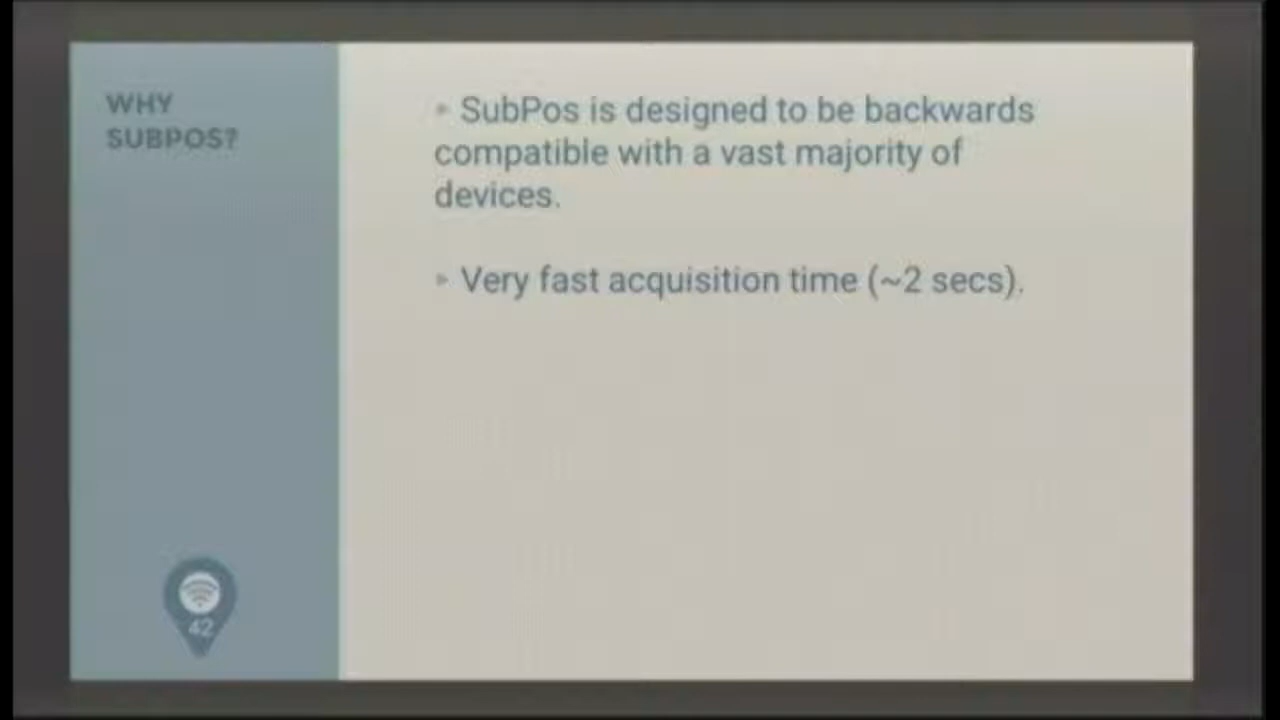 WHY
SUBPOS?
▸ SubPos is designed to be backwards
compatible with a vast majority of
devices.
▸ Very fast acquisition time (~2 secs).
42